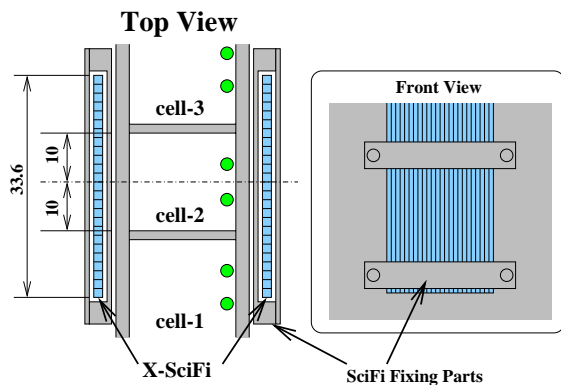 Top View
Front View
cell-3
10
33.6
10
cell-2
cell-1
X-SciFi
SciFi Fixing Parts